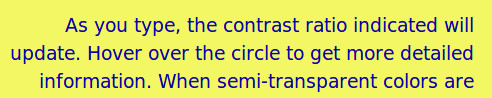 As you type, the contrast ratio indicated will
update. Hover over the circle to get more detailed
information. When semi-transparent colors are